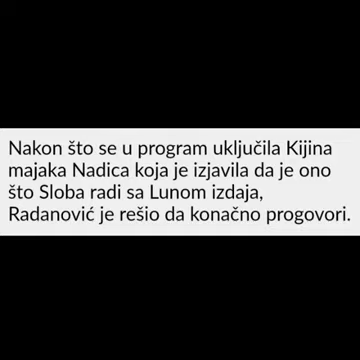 Nakon što se u program uključila Kijina
majaka Nadica koja je izjavila da je ono
što Sloba radi sa Lunom izdaja,
Radanović je rešio da konačno progovori.